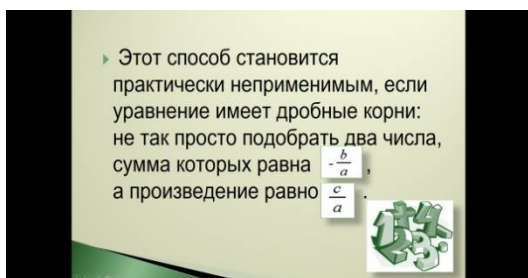 Этот способ становится
практически неприменимым, если
уравнение имеет дробные корни:
не так просто подобрать два числа,
сумма которых равна -b/a ,
а произведение равно c/a .